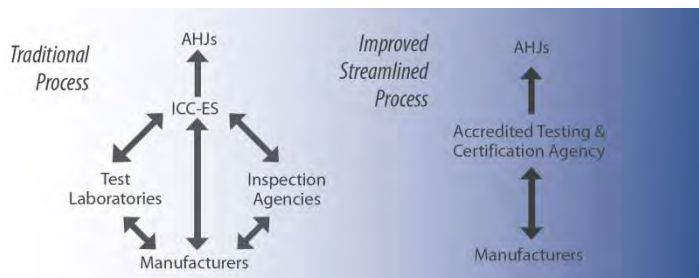 Traditional
Process
AHJs
ICC-ES
Test
Laboratories
Inspection
Agencies
Manufacturers
Improved
Streamlined
Process
AHJs
Accredited Testing &
Certification Agency
Manufacturers